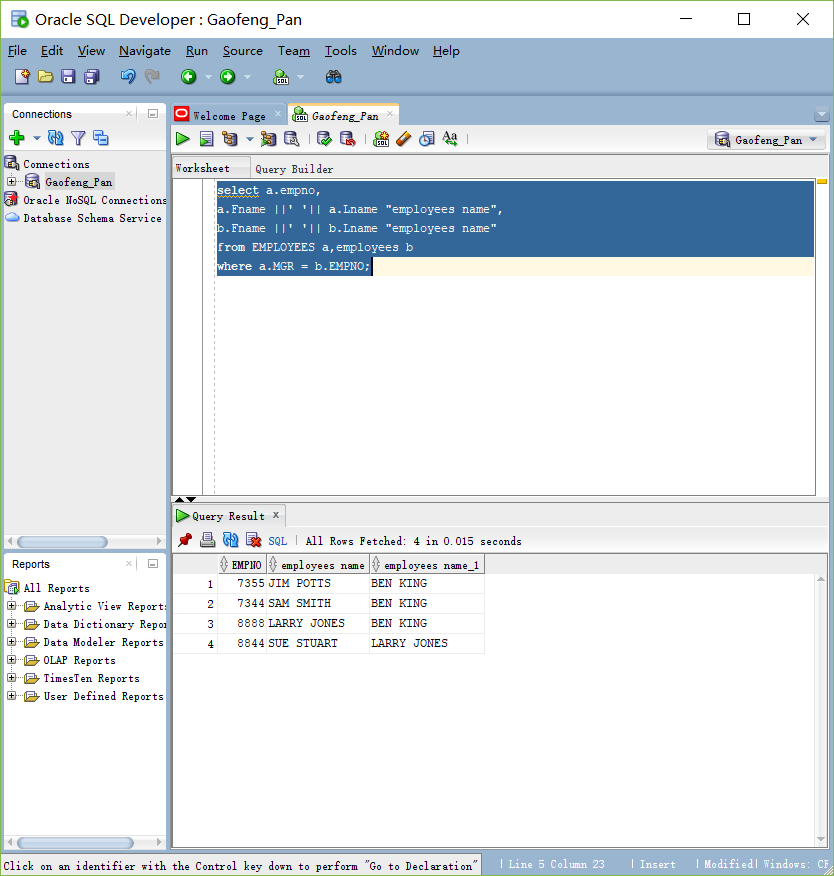 Oracle SQL Developer : Gaofeng_Pan
File Edit View Navigate Run Source Team Tools Window Help
Connections
Connections
Gaofeng_Pan
Oracle NoSQL Connections
Database Schema Service
Welcome Page
Gaofeng_Pan
Gaofeng_Pan
Worksheet Query Builder
select a.empno,
a.Fname ||' '|| a.Lname "employees name",
b.Fname ||' '|| b.Lname "employees name"
from EMPLOYEES a,employees b
where a.MGR = b.EMPNO;
Query Result
SQL | All Rows Fetched: 4 in 0.015 seconds
EMPNO employees name employees name_1
1 7355 JIM POTTS BEN KING
2 7344 SAM SMITH BEN KING
3 8888 LARRY JONES BEN KING
4 8844 SUE STUART LARRY JONES
Reports
All Reports
Analytic View Reports
Data Dictionary Repor
Data Modeler Reports
OLAP Reports
TimesTen Reports
User Defined Reports
Click on an identifier with the Control key down to perform "Go to Declaration"
| Line 5 Column 23 | Insert | Modified| Windows: CR